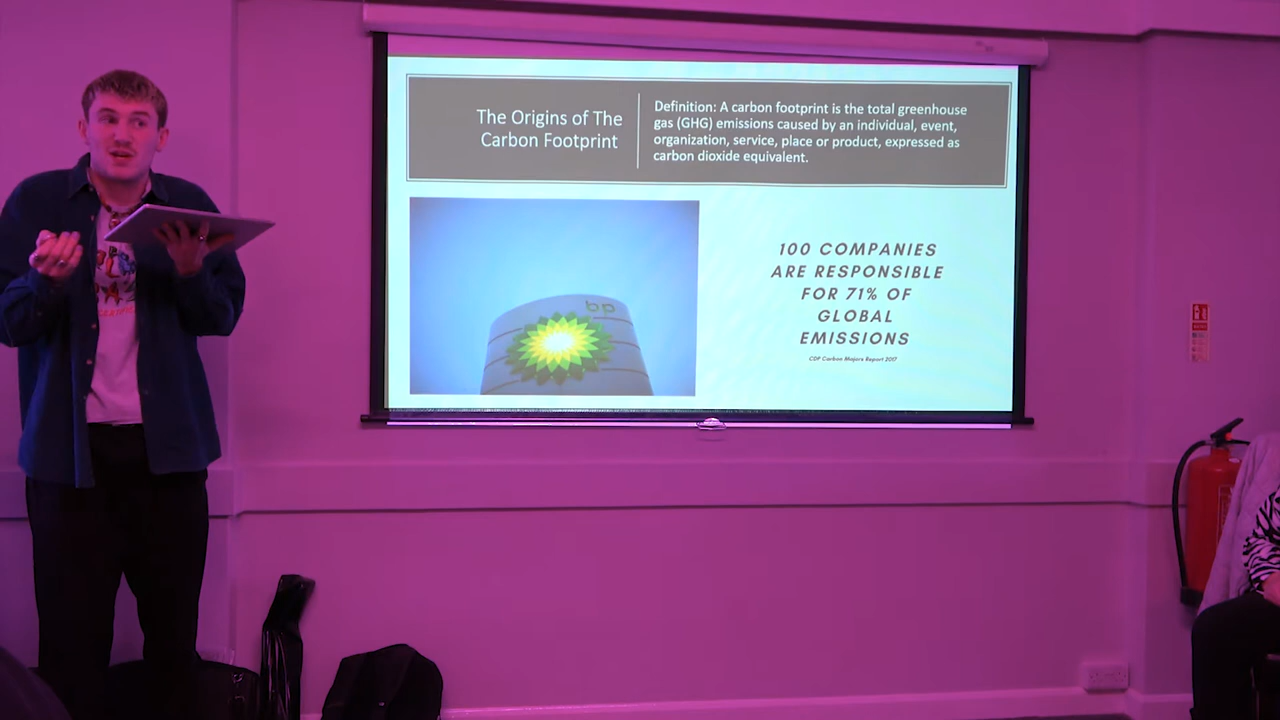 The Origins of The
Carbon Footprint
Definition: A carbon footprint is the total greenhouse
gas (GHG) emissions caused by an individual, event,
organization, service, place or product, expressed as
carbon dioxide equivalent.
bp
100 COMPANIES
ARE RESPONSIBLE
FOR 71% OF
GLOBAL
EMISSIONS
CDP Carbon Majors Report 2017